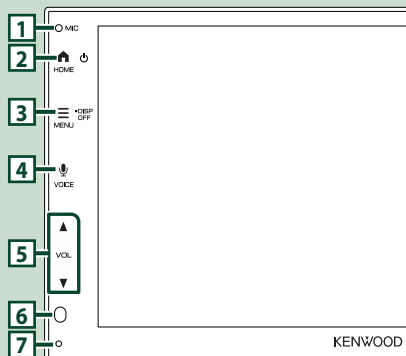 1
MIC
2
HOME
3
•DISP
OFF
MENU
4
VOICE
5
VOL
6
7
KENWOOD